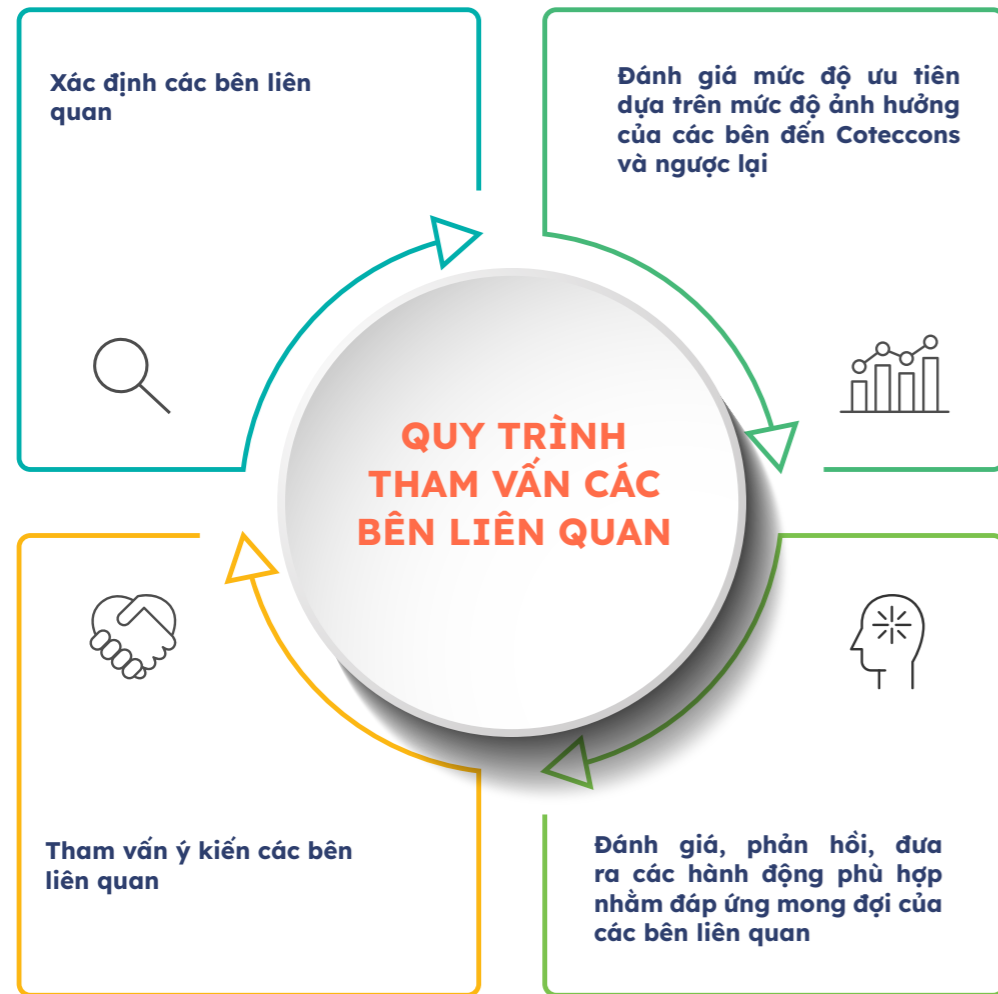 Xác định các bên liên
quan
Đánh giá mức độ ưu tiên
dựa trên mức độ ảnh hưởng
của các bên đến Coteccons
và ngược lại
QUY TRÌNH
THAM VẤN CÁC
BÊN LIÊN QUAN
Tham vấn ý kiến các bên
liên quan
Đánh giá, phản hồi, đưa
ra các hành động phù hợp
nhằm đáp ứng mong đợi của
các bên liên quan